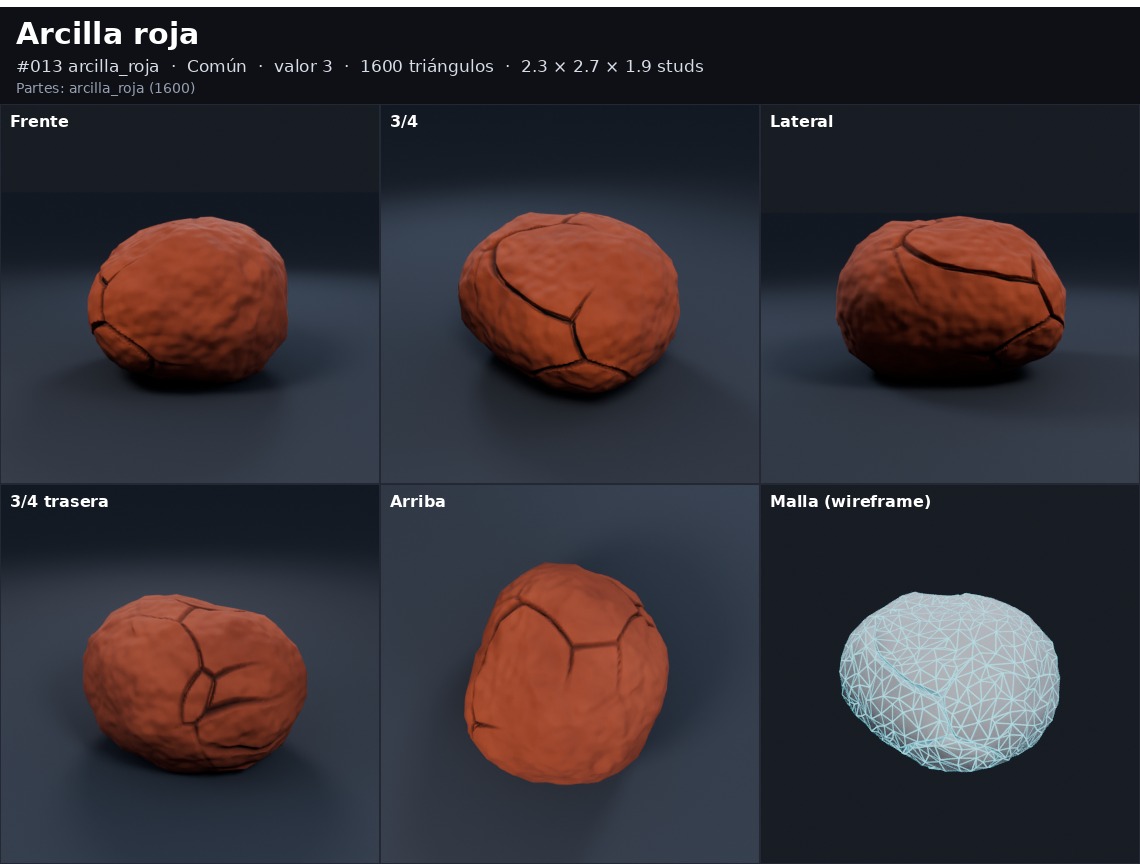 Arcilla roja
#013 arcilla_roja · Común · valor 3 · 1600 triángulos · 2.3 × 2.7 × 1.9 studs
Partes: arcilla_roja (1600)
Frente
3/4
Lateral
3/4 trasera
Arriba
Malla (wireframe)